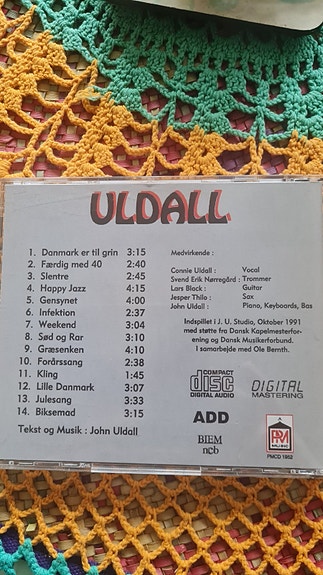 ULDALL
1. Danmark er til grin 3:15
2. Færdig med 40 2:45
3. Slentre 2:45
4. Happy Jazz 4:15
5. Gensynet 4:00
6. Infektion 2:37
7. Weekend 3:04
8. Sød og Rar 3:10
9. Græsenken 4:10
10. Forårssang 2:38
11. Kling 1:45
12. Lille Danmark 3:07
13. Julesang 3:33
14. Biksemad 3:15
Tekst og Musik : John Uldall
Medvirkende :
Connie Uldall : Vocal
Svend Erik Nørregård : Trommer
Lars Black : Guitar
Jesper Thilo : Sax
John Uldall : Piano, Keyboards, Bas
Indspillet i J. U. Studio, Oktober 1991
med støtte fra Dansk Kapelmesterfor-
ening og Dansk Musikerforbund.
I samarbejde med Ole Bernth.
COMPACT
disc
DIGITAL AUDIO
DIGITAL
MASTERING
ADD
BIEM
ncb
MUSIC